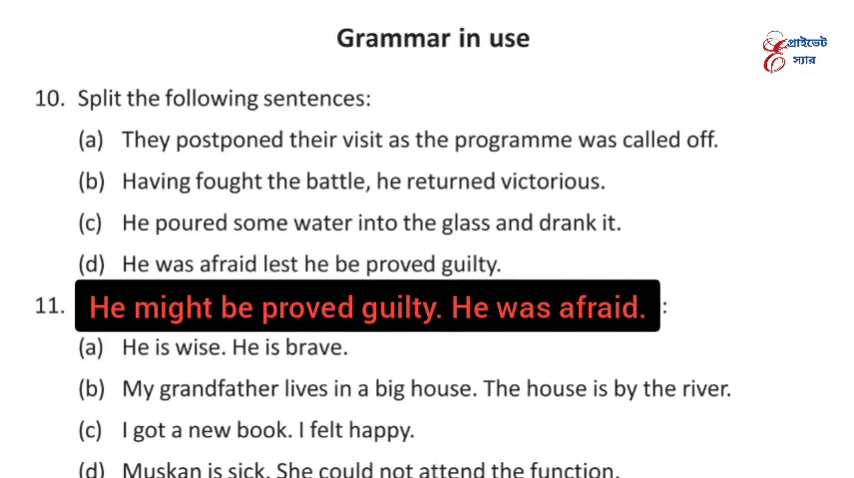 Grammar in use
প্রাইভেট
স্যার
10. Split the following sentences:
(a) They postponed their visit as the programme was called off.
(b) Having fought the battle, he returned victorious.
(c) He poured some water into the glass and drank it.
(d) He was afraid lest he be proved guilty.
11. He might be proved guilty. He was afraid. :
(a) He is wise. He is brave.
(b) My grandfather lives in a big house. The house is by the river.
(c) I got a new book. I felt happy.
(d) Muskan is sick. She could not attend the function.